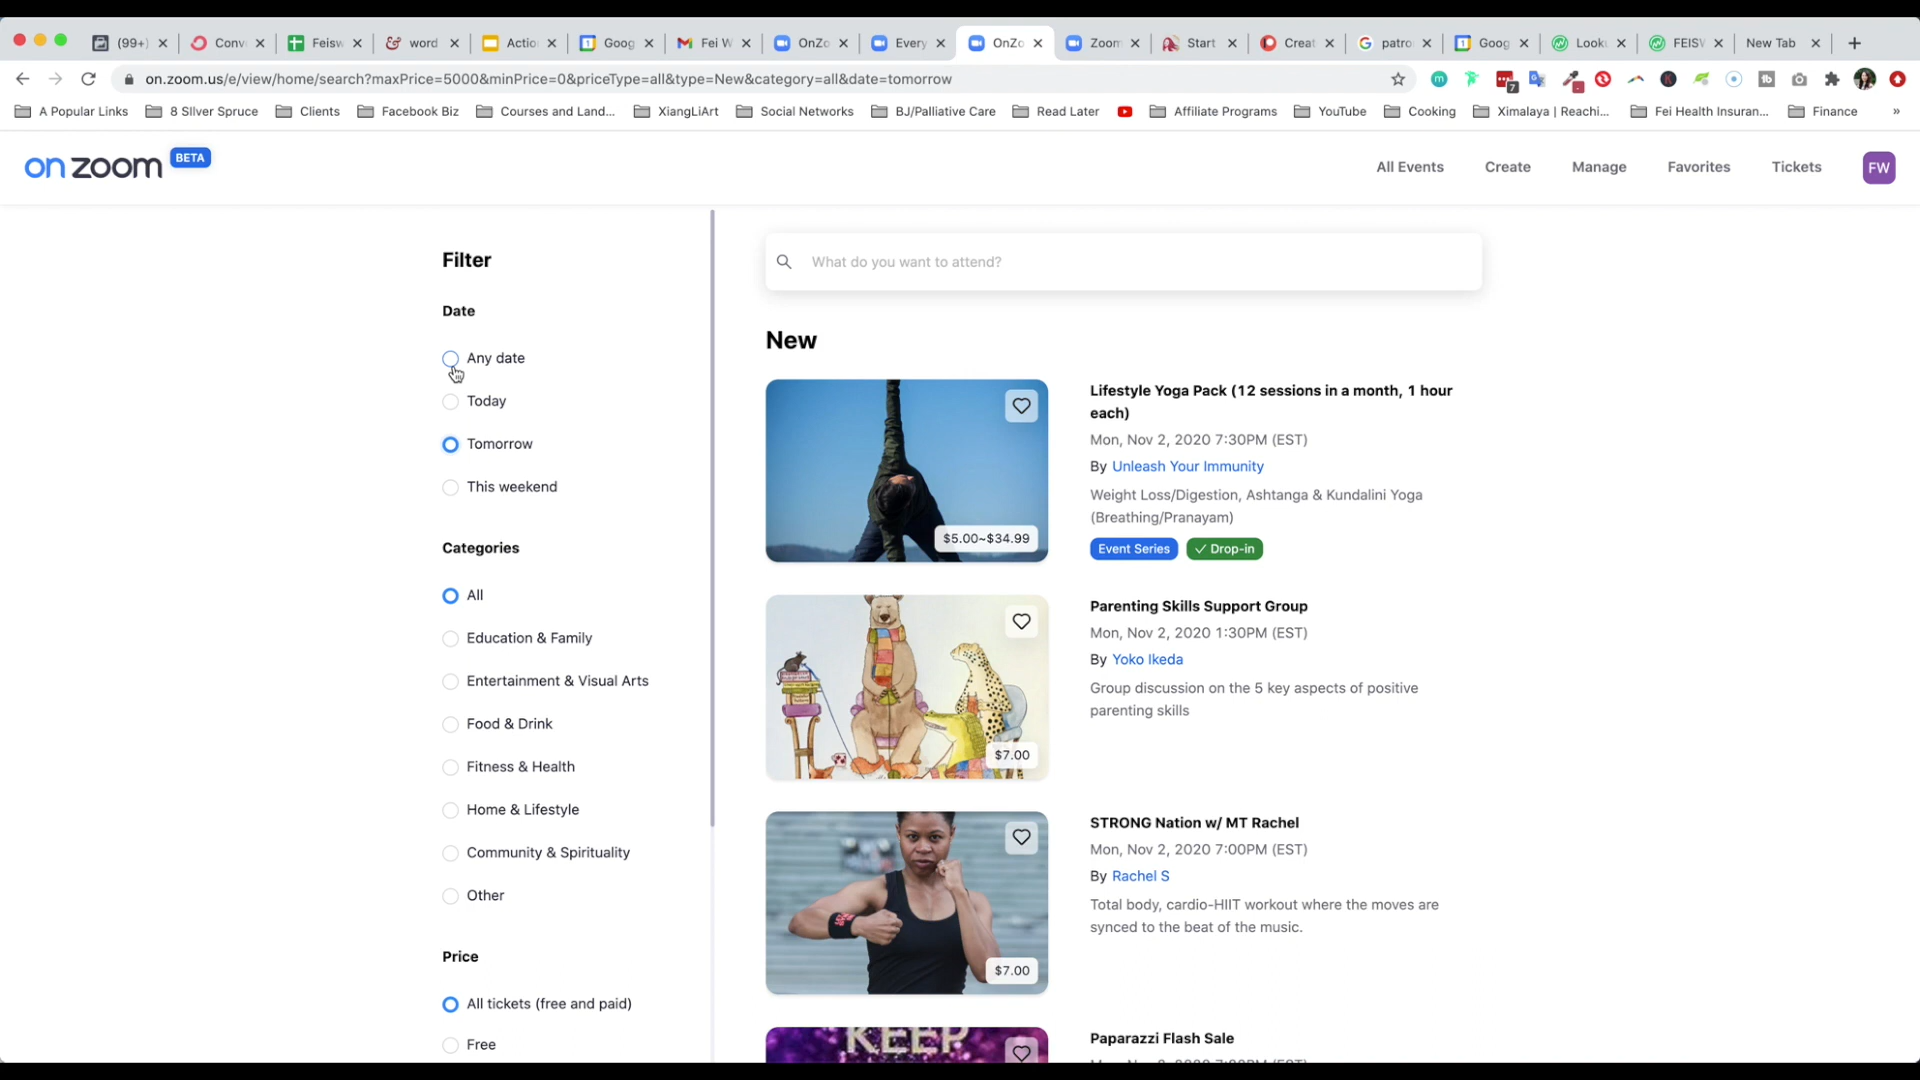 (99+)
Conv
Feisw
word
Actio
Goog
Fei W
OnZo
Every
OnZo
Zoom
Start
Creat
patro
Goog
Look
FEISV
New Tab
on.zoom.us/e/view/home/search?maxPrice=5000&minPrice=0&priceType=all&type=New&category=all&date=tomorrow
A Popular Links
8 SIlver Spruce
Clients
Facebook Biz
Courses and Land...
XiangLiArt
Social Networks
BJ/Palliative Care
Read Later
Affiliate Programs
YouTube
Cooking
Ximalaya | Reachi...
Fei Health Insuran...
Finance
»
on zoom BETA
All Events
Create
Manage
Favorites
Tickets
FW
Filter
Date
Any date
Today
Tomorrow
This weekend
Categories
All
Education & Family
Entertainment & Visual Arts
Food & Drink
Fitness & Health
Home & Lifestyle
Community & Spirituality
Other
Price
All tickets (free and paid)
Free
What do you want to attend?
New
$5.00~$34.99
Lifestyle Yoga Pack (12 sessions in a month, 1 hour
each)
Mon, Nov 2, 2020 7:30PM (EST)
By Unleash Your Immunity
Weight Loss/Digestion, Ashtanga & Kundalini Yoga
(Breathing/Pranayam)
Event Series
Drop-in
$7.00
Parenting Skills Support Group
Mon, Nov 2, 2020 1:30PM (EST)
By Yoko Ikeda
Group discussion on the 5 key aspects of positive
parenting skills
$7.00
STRONG Nation w/ MT Rachel
Mon, Nov 2, 2020 7:00PM (EST)
By Rachel S
Total body, cardio-HIIT workout where the moves are
synced to the beat of the music.
KEEP
Paparazzi Flash Sale